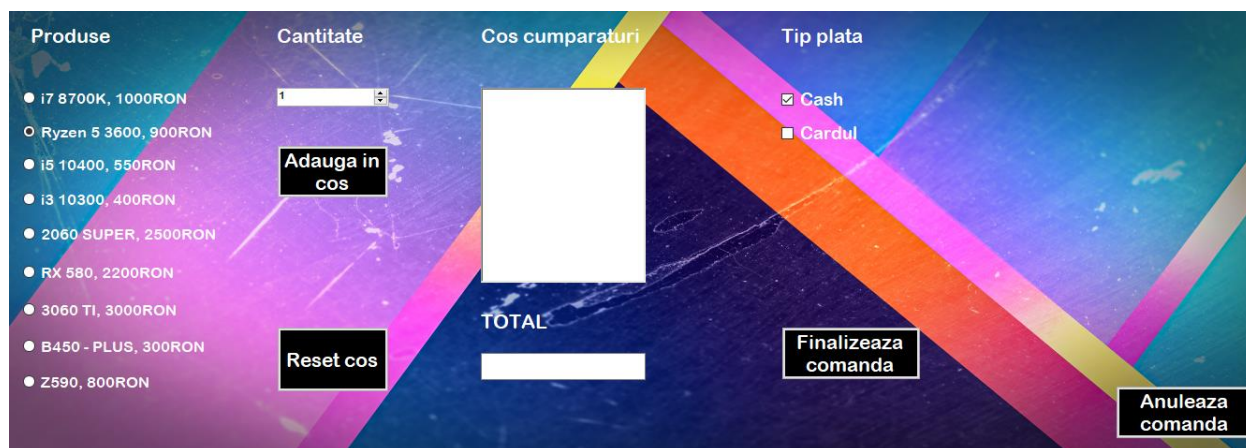 Produse
Cantitate
Cos cumparaturi
Tip plata
i7 8700K, 1000RON
Ryzen 5 3600, 900RON
i5 10400, 550RON
i3 10300, 400RON
2060 SUPER, 2500RON
RX 580, 2200RON
3060 TI, 3000RON
B450 - PLUS, 300RON
Z590, 800RON
1
Adauga in
cos
Reset cos
TOTAL
Cash
Cardul
Finalizeaza
comanda
Anuleaza
comanda